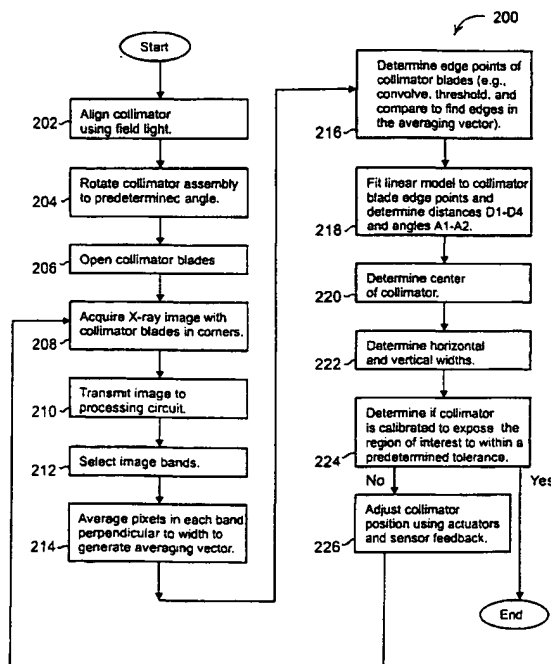 200
Start
202
Align collimator
using field light.
204
Rotate collimator assembly
to predetermined angle.
206
Open collimator blades
208
Acquire X-ray image with
collimator blades in corners.
210
Transmit image to
processing circuit.
212
Select image bands.
214
Average pixels in each band
perpendicular to width to
generate averaging vector.
216
Determine edge points of
collimator blades (e.g.,
convolve, threshold, and
compare to find edges in
the averaging vector).
218
Fit linear model to collimator
blade edge points and
determine distances D1-D4
and angles A1-A2.
220
Determine center
of collimator.
222
Determine horizontal
and vertical widths.
224
Determine if collimator
is calibrated to expose the
region of interest to within a
predetermined tolerance.
No
Yes
226
Adjust collimator
position using actuators
and sensor feedback.
End